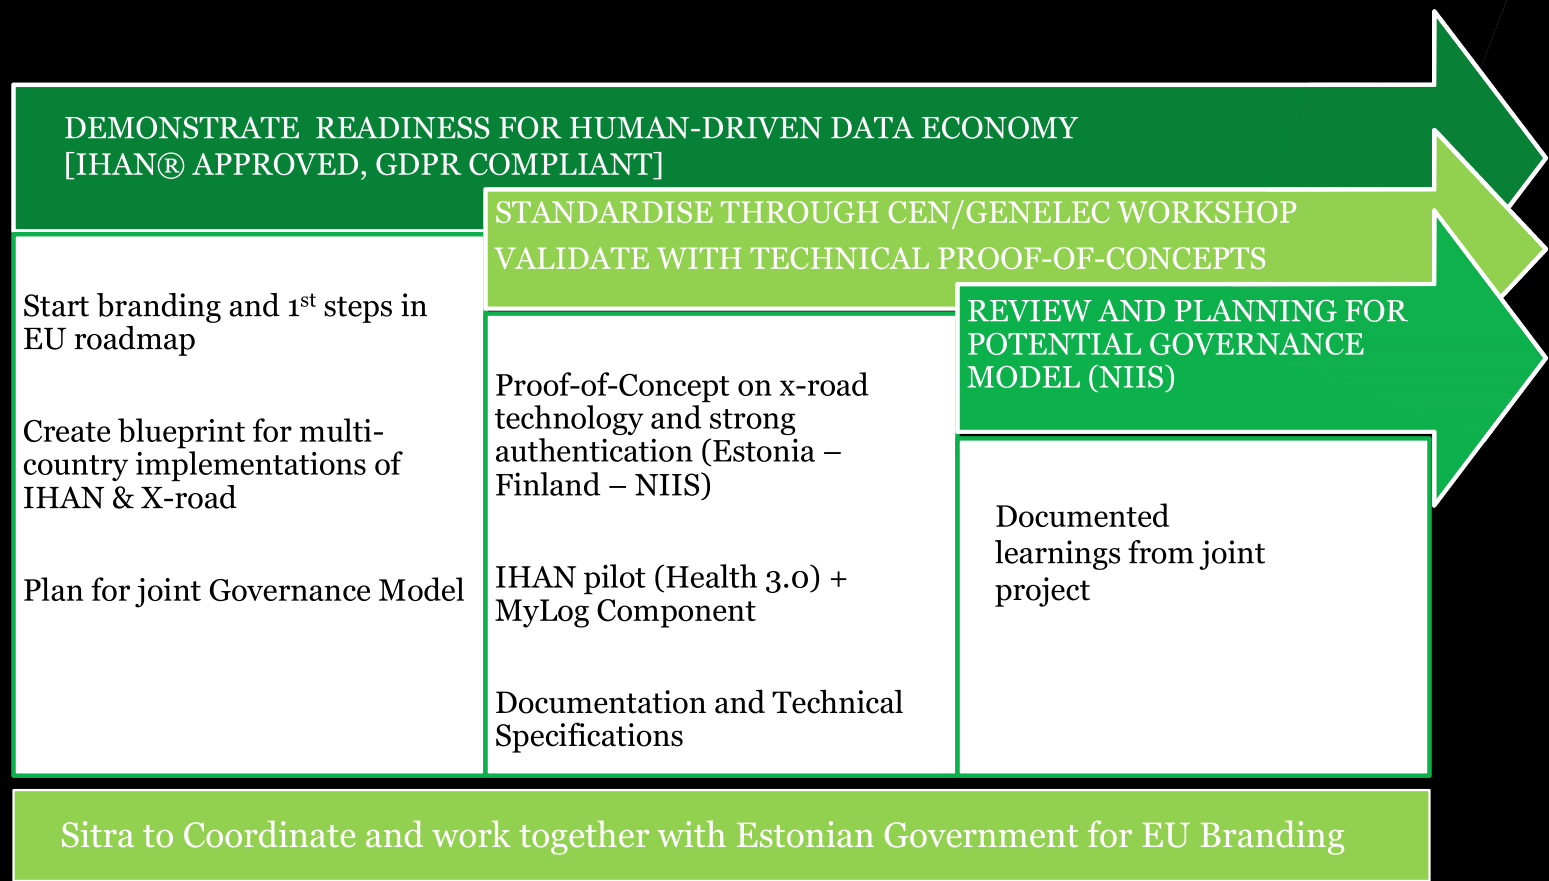 DEMONSTRATE READINESS FOR HUMAN-DRIVEN DATA ECONOMY
[IHAN® APPROVED, GDPR COMPLIANT]
Start branding and 1st steps in
EU roadmap
Create blueprint for multi-
country implementations of
IHAN & X-road
Plan for joint Governance Model
STANDARDISE THROUGH CEN/GENELEC WORKSHOP
VALIDATE WITH TECHNICAL PROOF-OF-CONCEPTS
Proof-of-Concept on x-road
technology and strong
authentication (Estonia –
Finland – NIIS)
IHAN pilot (Health 3.0) +
MyLog Component
Documentation and Technical
Specifications
REVIEW AND PLANNING FOR
POTENTIAL GOVERNANCE
MODEL (NIIS)
Documented
learnings from joint
project
Sitra to Coordinate and work together with Estonian Government for EU Branding